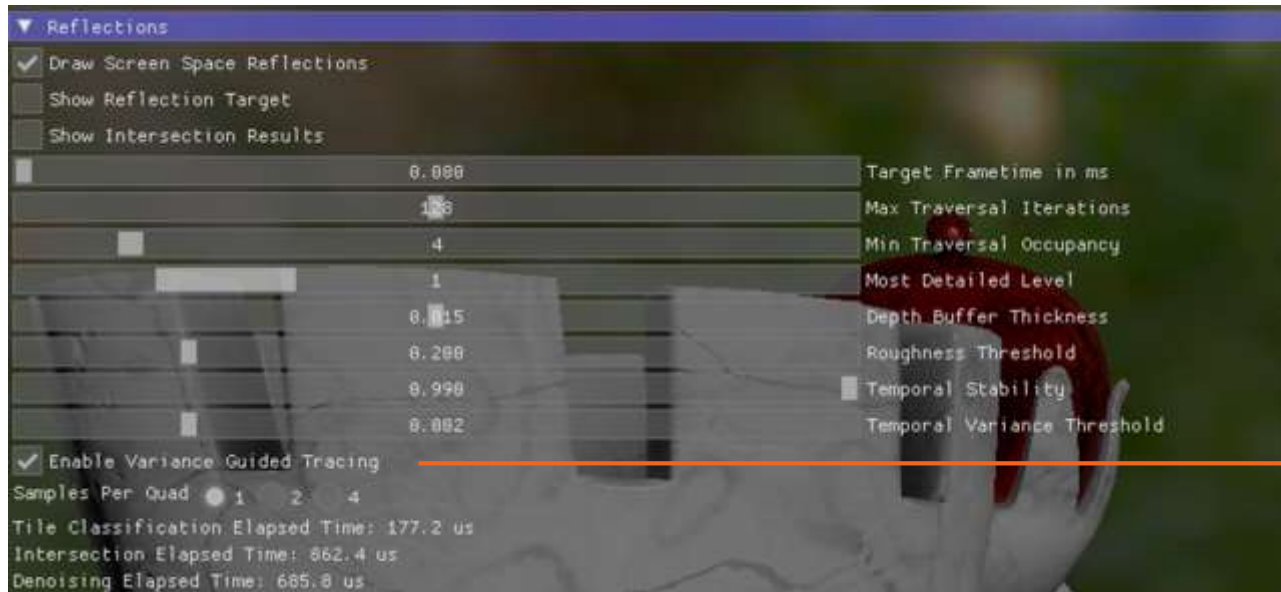 Reflections
Draw Screen Space Reflections
Show Reflection Target
Show Intersection Results
0.000 Target Frametime in ms
128 Max Traversal Iterations
4 Min Traversal Occupancy
1 Most Detailed Level
0.015 Depth Buffer Thickness
0.200 Roughness Threshold
0.990 Temporal Stability
0.002 Temporal Variance Threshold
Enable Variance Guided Tracing
Samples Per Quad 1 2 4
Tile Classification Elapsed Time: 177.2 us
Intersection Elapsed Time: 862.4 us
Denoising Elapsed Time: 685.8 us